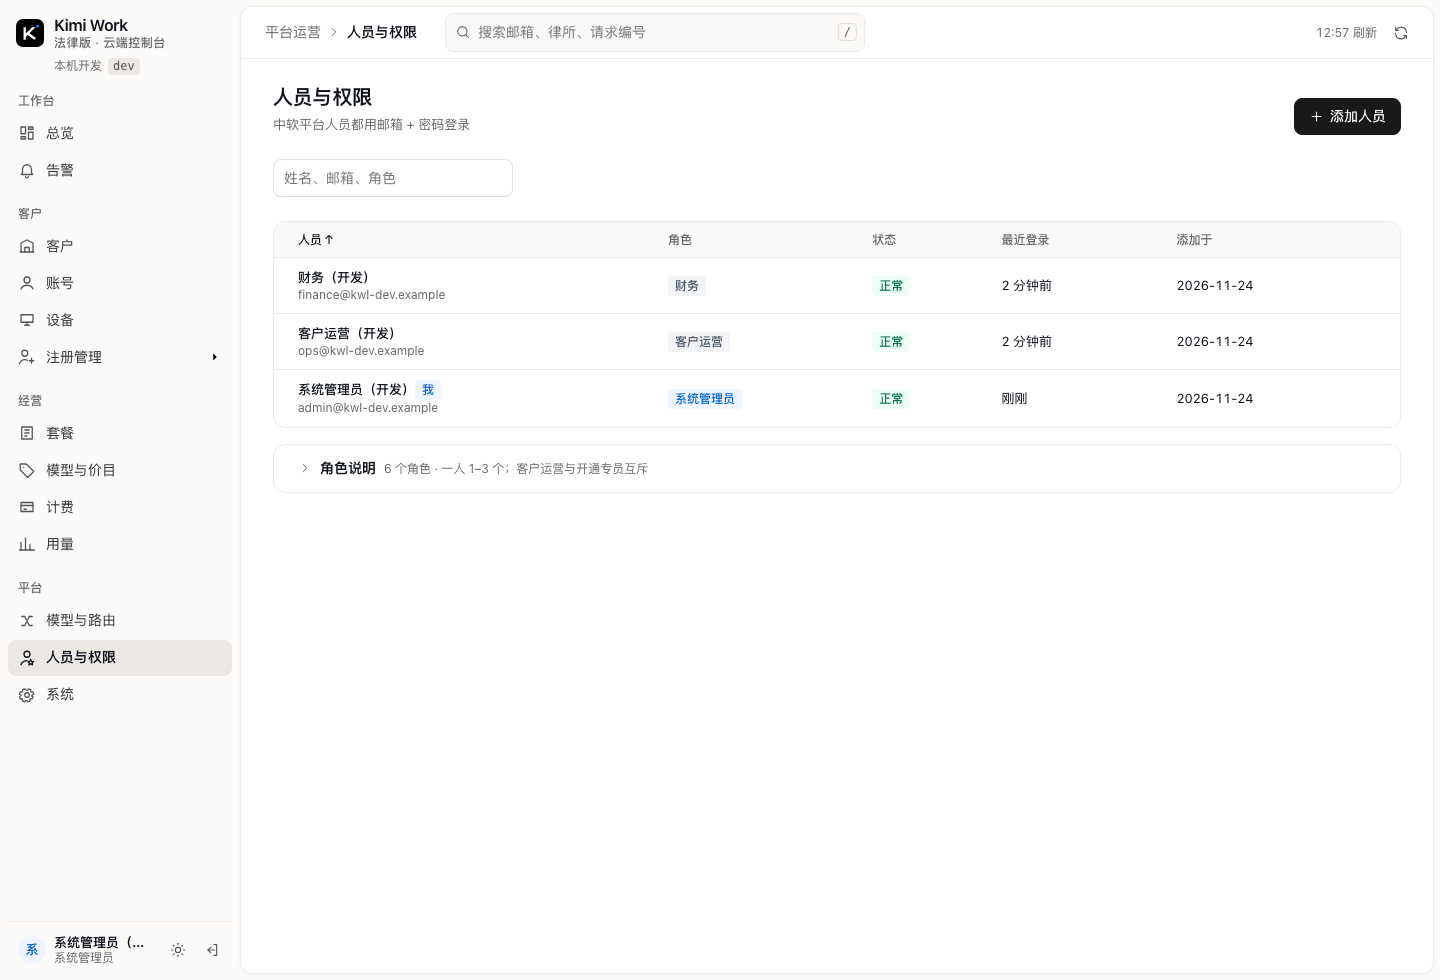 Kimi Work
法律版 · 云端控制台
本机开发 dev
工作台
总览
告警
客户
客户
账号
设备
注册管理
经营
套餐
模型与价目
计费
用量
平台
模型与路由
人员与权限
系统
系 系统管理员（...
系统管理员
平台运营 人员与权限 搜索邮箱、律所、请求编号 / 12:57 刷新
人员与权限
中软平台人员都用邮箱 + 密码登录
添加人员
姓名、邮箱、角色
人员↑ 角色 状态 最近登录 添加于
财务（开发）
finance@kwl-dev.example
财务 正常 2 分钟前 2026-11-24
客户运营（开发）
ops@kwl-dev.example
客户运营 正常 2 分钟前 2026-11-24
系统管理员（开发） 我
admin@kwl-dev.example
系统管理员 正常 刚刚 2026-11-24
角色说明 6 个角色 · 一人 1–3 个；客户运营与开通专员互斥